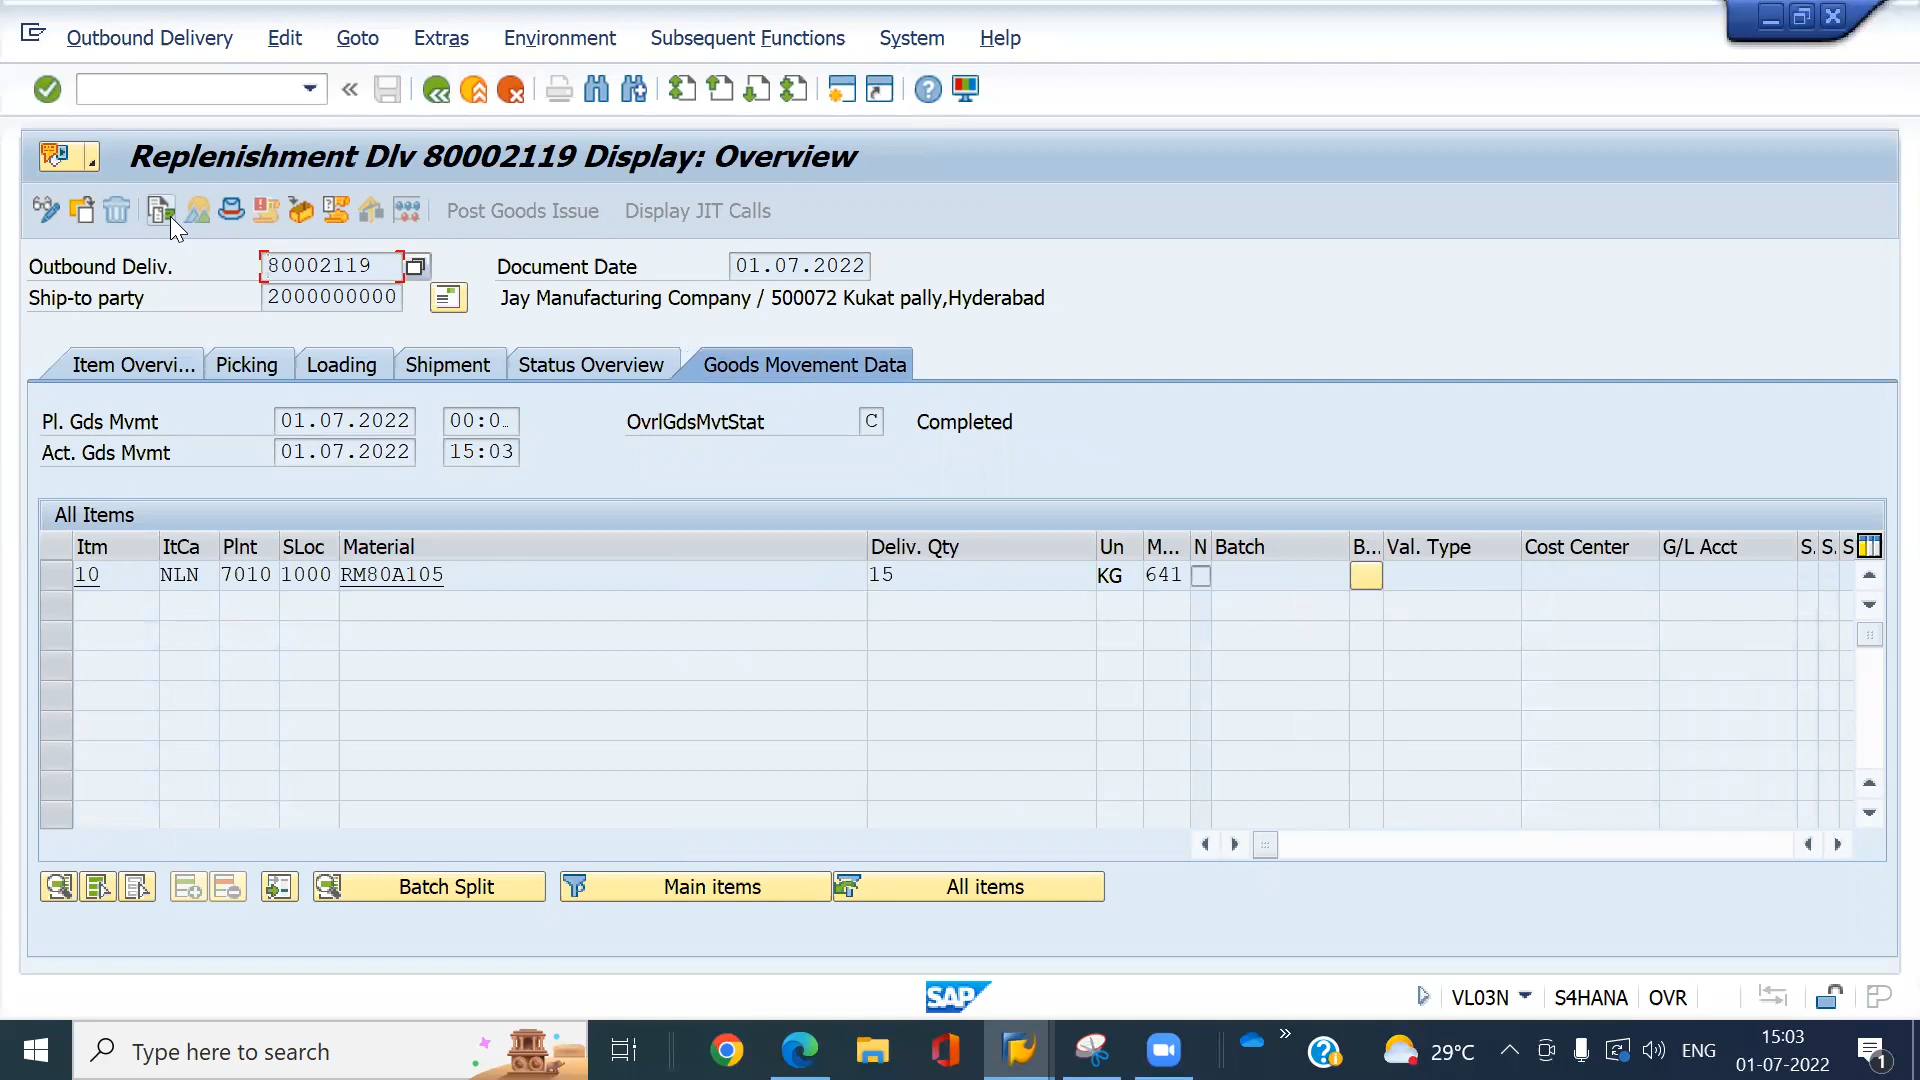 Outbound Delivery Edit Goto Extras Environment Subsequent Functions System Help
Replenishment Dlv 80002119 Display: Overview
Post Goods Issue Display JIT Calls
Outbound Deliv. 80002119 Document Date 01.07.2022
Ship-to party 2000000000 Jay Manufacturing Company / 500072 Kukat pally,Hyderabad
Item Overvi... Picking Loading Shipment Status Overview Goods Movement Data
Pl. Gds Mvmt 01.07.2022 00:0.. OvrlGdsMvtStat C Completed
Act. Gds Mvmt 01.07.2022 15:03
All Items
Itm ItCa Plnt SLoc Material Deliv. Qty Un M... N Batch B... Val. Type Cost Center G/L Acct S. S. S
10 NLN 7010 1000 RM80A105 15 KG 641
Batch Split Main items All items
SAP VL03N S4HANA OVR
Type here to search 29°C ENG 15:03
01-07-2022 1